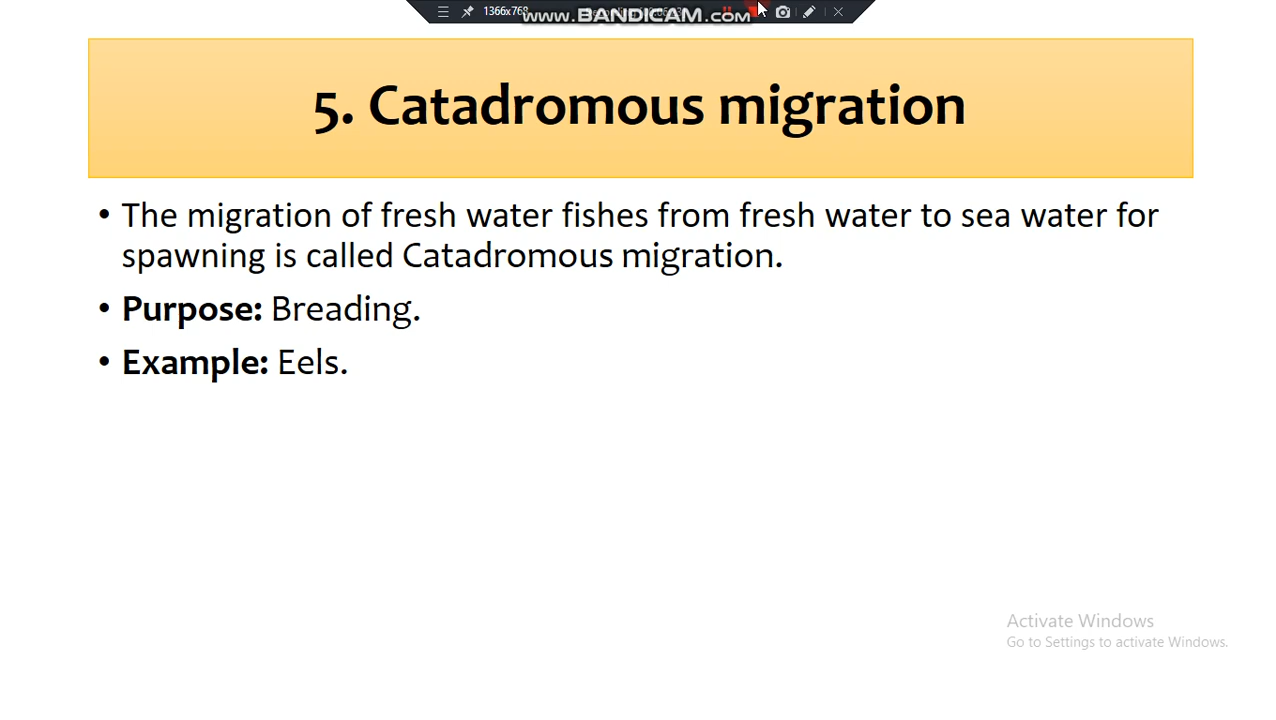 1366x768
www.BANDICAM.com
5. Catadromous migration
• The migration of fresh water fishes from fresh water to sea water for
spawning is called Catadromous migration.
• Purpose: Breading.
• Example: Eels.
Activate Windows
Go to Settings to activate Windows.